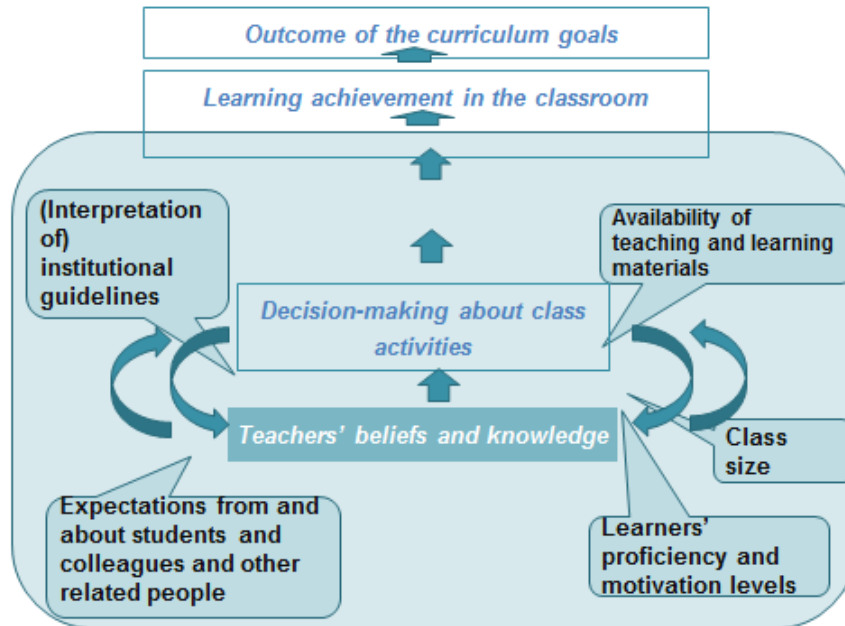 Outcome of the curriculum goals
Learning achievement in the classroom
(Interpretation
of)
institutional
guidelines
Availability of
teaching and learning
materials
Decision-making about class
activities
Teachers' beliefs and knowledge
Class
size
Expectations from and
about students and
colleagues and other
related people
Learners'
proficiency and
motivation levels